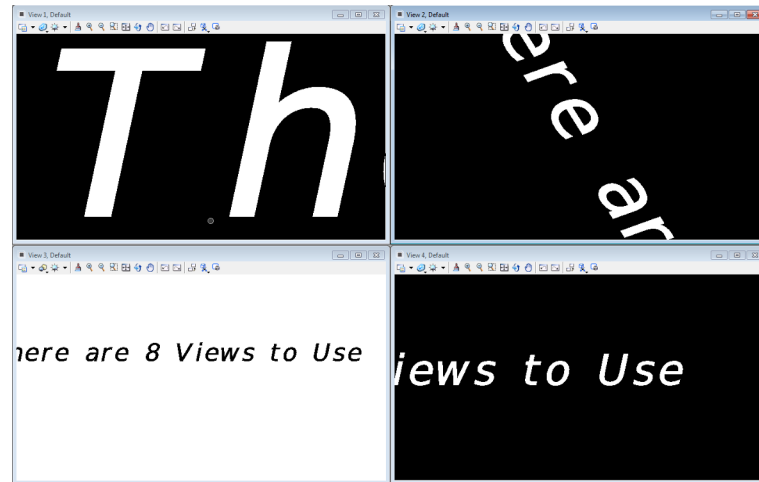 View 1, Default
Th
View 2, Default
ere ar
View 3, Default
here are 8 Views to Use
View 4, Default
iews to Use